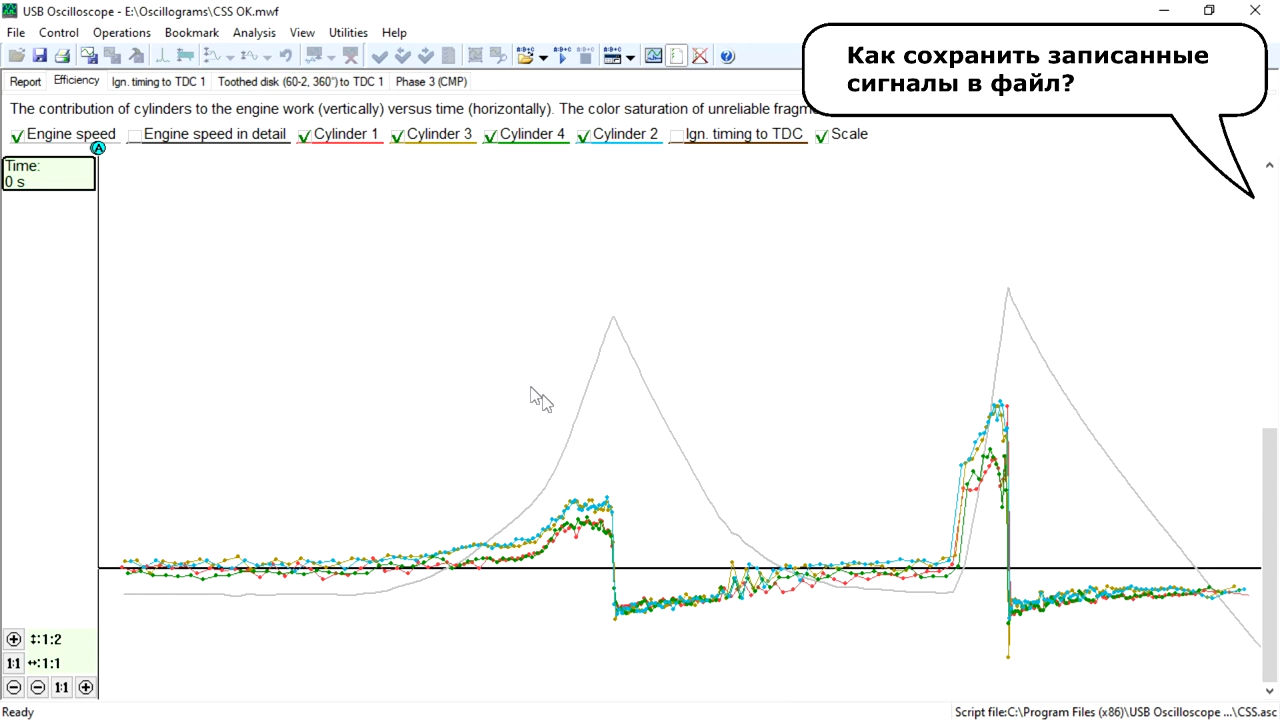 USB Oscilloscope - E:\Oscillograms\CSS OK.mwf
File Control Operations Bookmark Analysis View Utilities Help
Как сохранить записанные
сигналы в файл?
Report Efficiency Ign. timing to TDC 1 Toothed disk (60-2, 360°) to TDC 1 Phase 3 (CMP)
The contribution of cylinders to the engine work (vertically) versus time (horizontally). The color saturation of unreliable fragm
Engine speed Engine speed in detail Cylinder 1 Cylinder 3 Cylinder 4 Cylinder 2 Ign. timing to TDC Scale
A
Time:
0 s
1:2
1:1 1:1
1:1
Ready Script file:C:\Program Files (x86)\USB Oscilloscope ...\CSS.asc